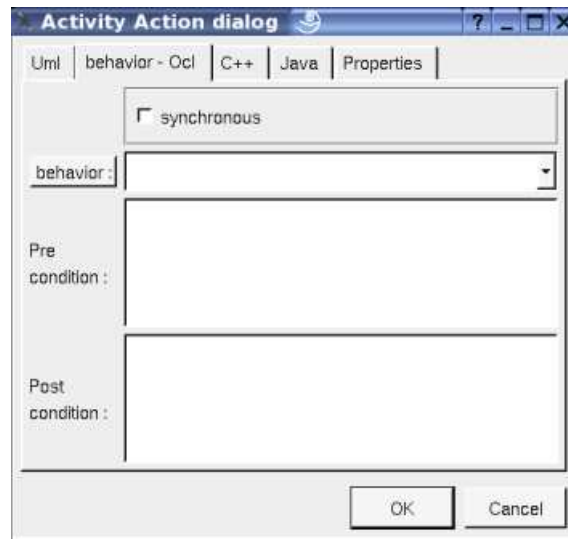 Activity Action dialog
Uml behavior - Ocl C++ Java Properties
synchronous
behavior :
Pre
condition :
Post
condition :
OK Cancel